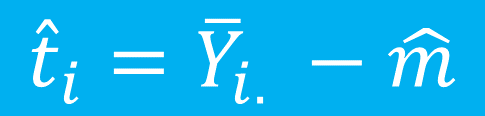 t̂ᵢ = Ȳᵢ. − m̂